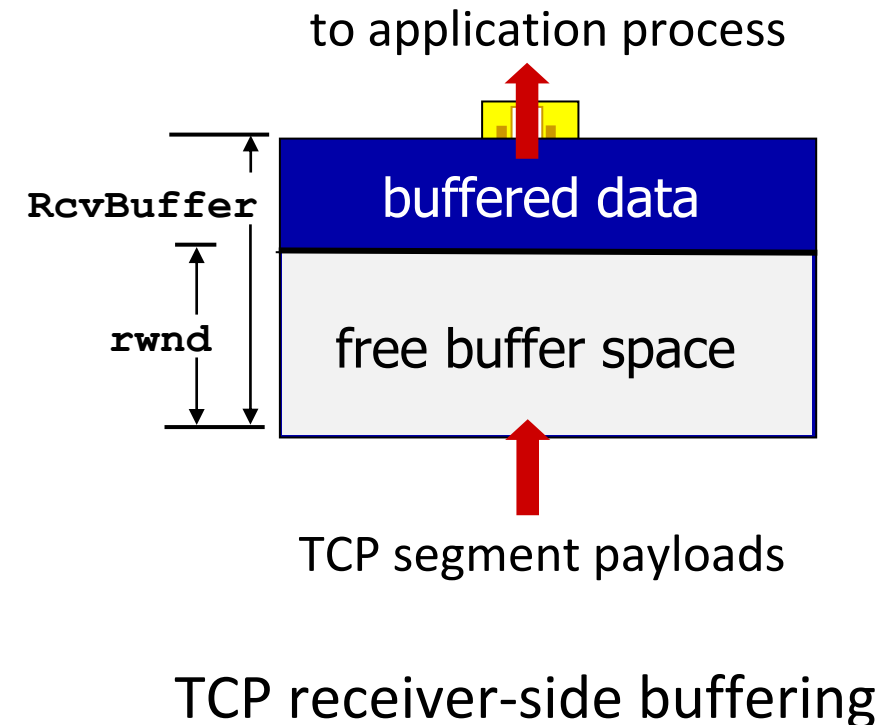 to application process
buffered data
RcvBuffer
rwnd
free buffer space
TCP segment payloads
TCP receiver-side buffering